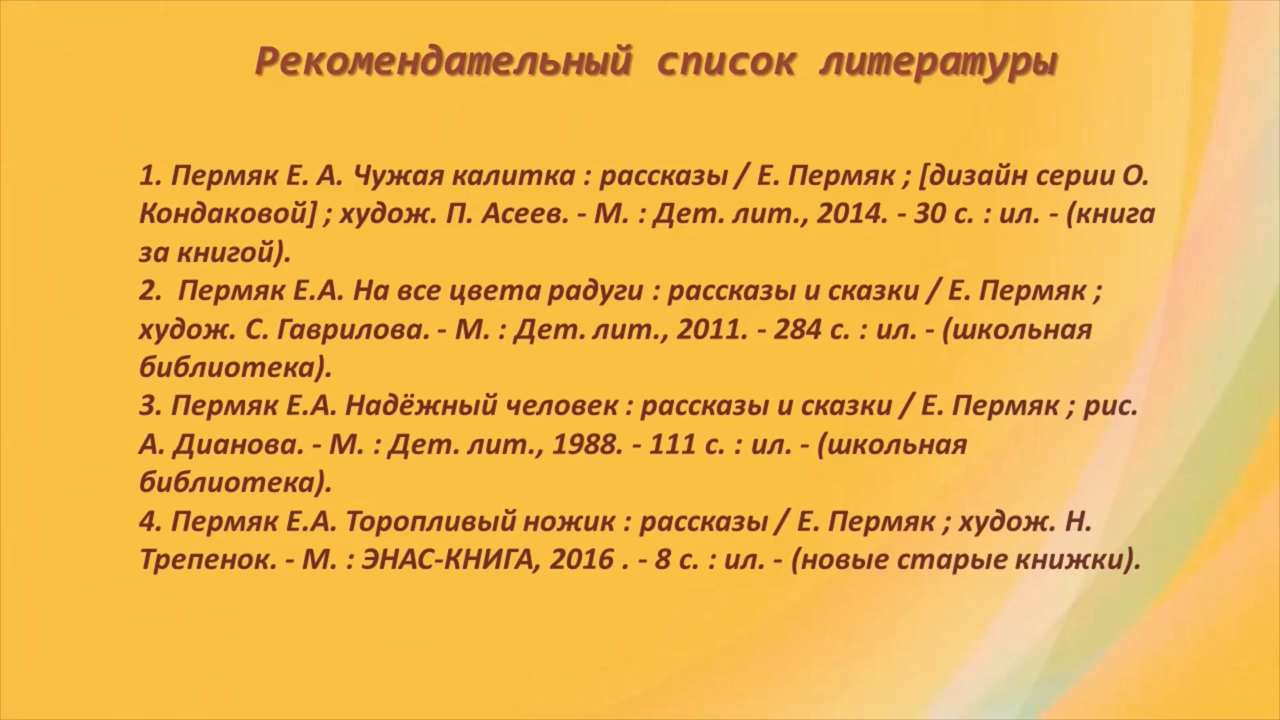 Рекомендательный список литературы
1. Пермяк Е. А. Чужая калитка : рассказы / Е. Пермяк ; [дизайн серии О.
Кондаковой] ; худож. П. Асеев. - М. : Дет. лит., 2014. - 30 с. : ил. - (книга
за книгой).
2.  Пермяк Е.А. На все цвета радуги : рассказы и сказки / Е. Пермяк ;
худож. С. Гаврилова. - М. : Дет. лит., 2011. - 284 с. : ил. - (школьная
библиотека).
3. Пермяк Е.А. Надёжный человек : рассказы и сказки / Е. Пермяк ; рис.
А. Дианова. - М. : Дет. лит., 1988. - 111 с. : ил. - (школьная
библиотека).
4. Пермяк Е.А. Торопливый ножик : рассказы / Е. Пермяк ; худож. Н.
Трепенок. - М. : ЭНАС-КНИГА, 2016 . - 8 с. : ил. - (новые старые книжки).